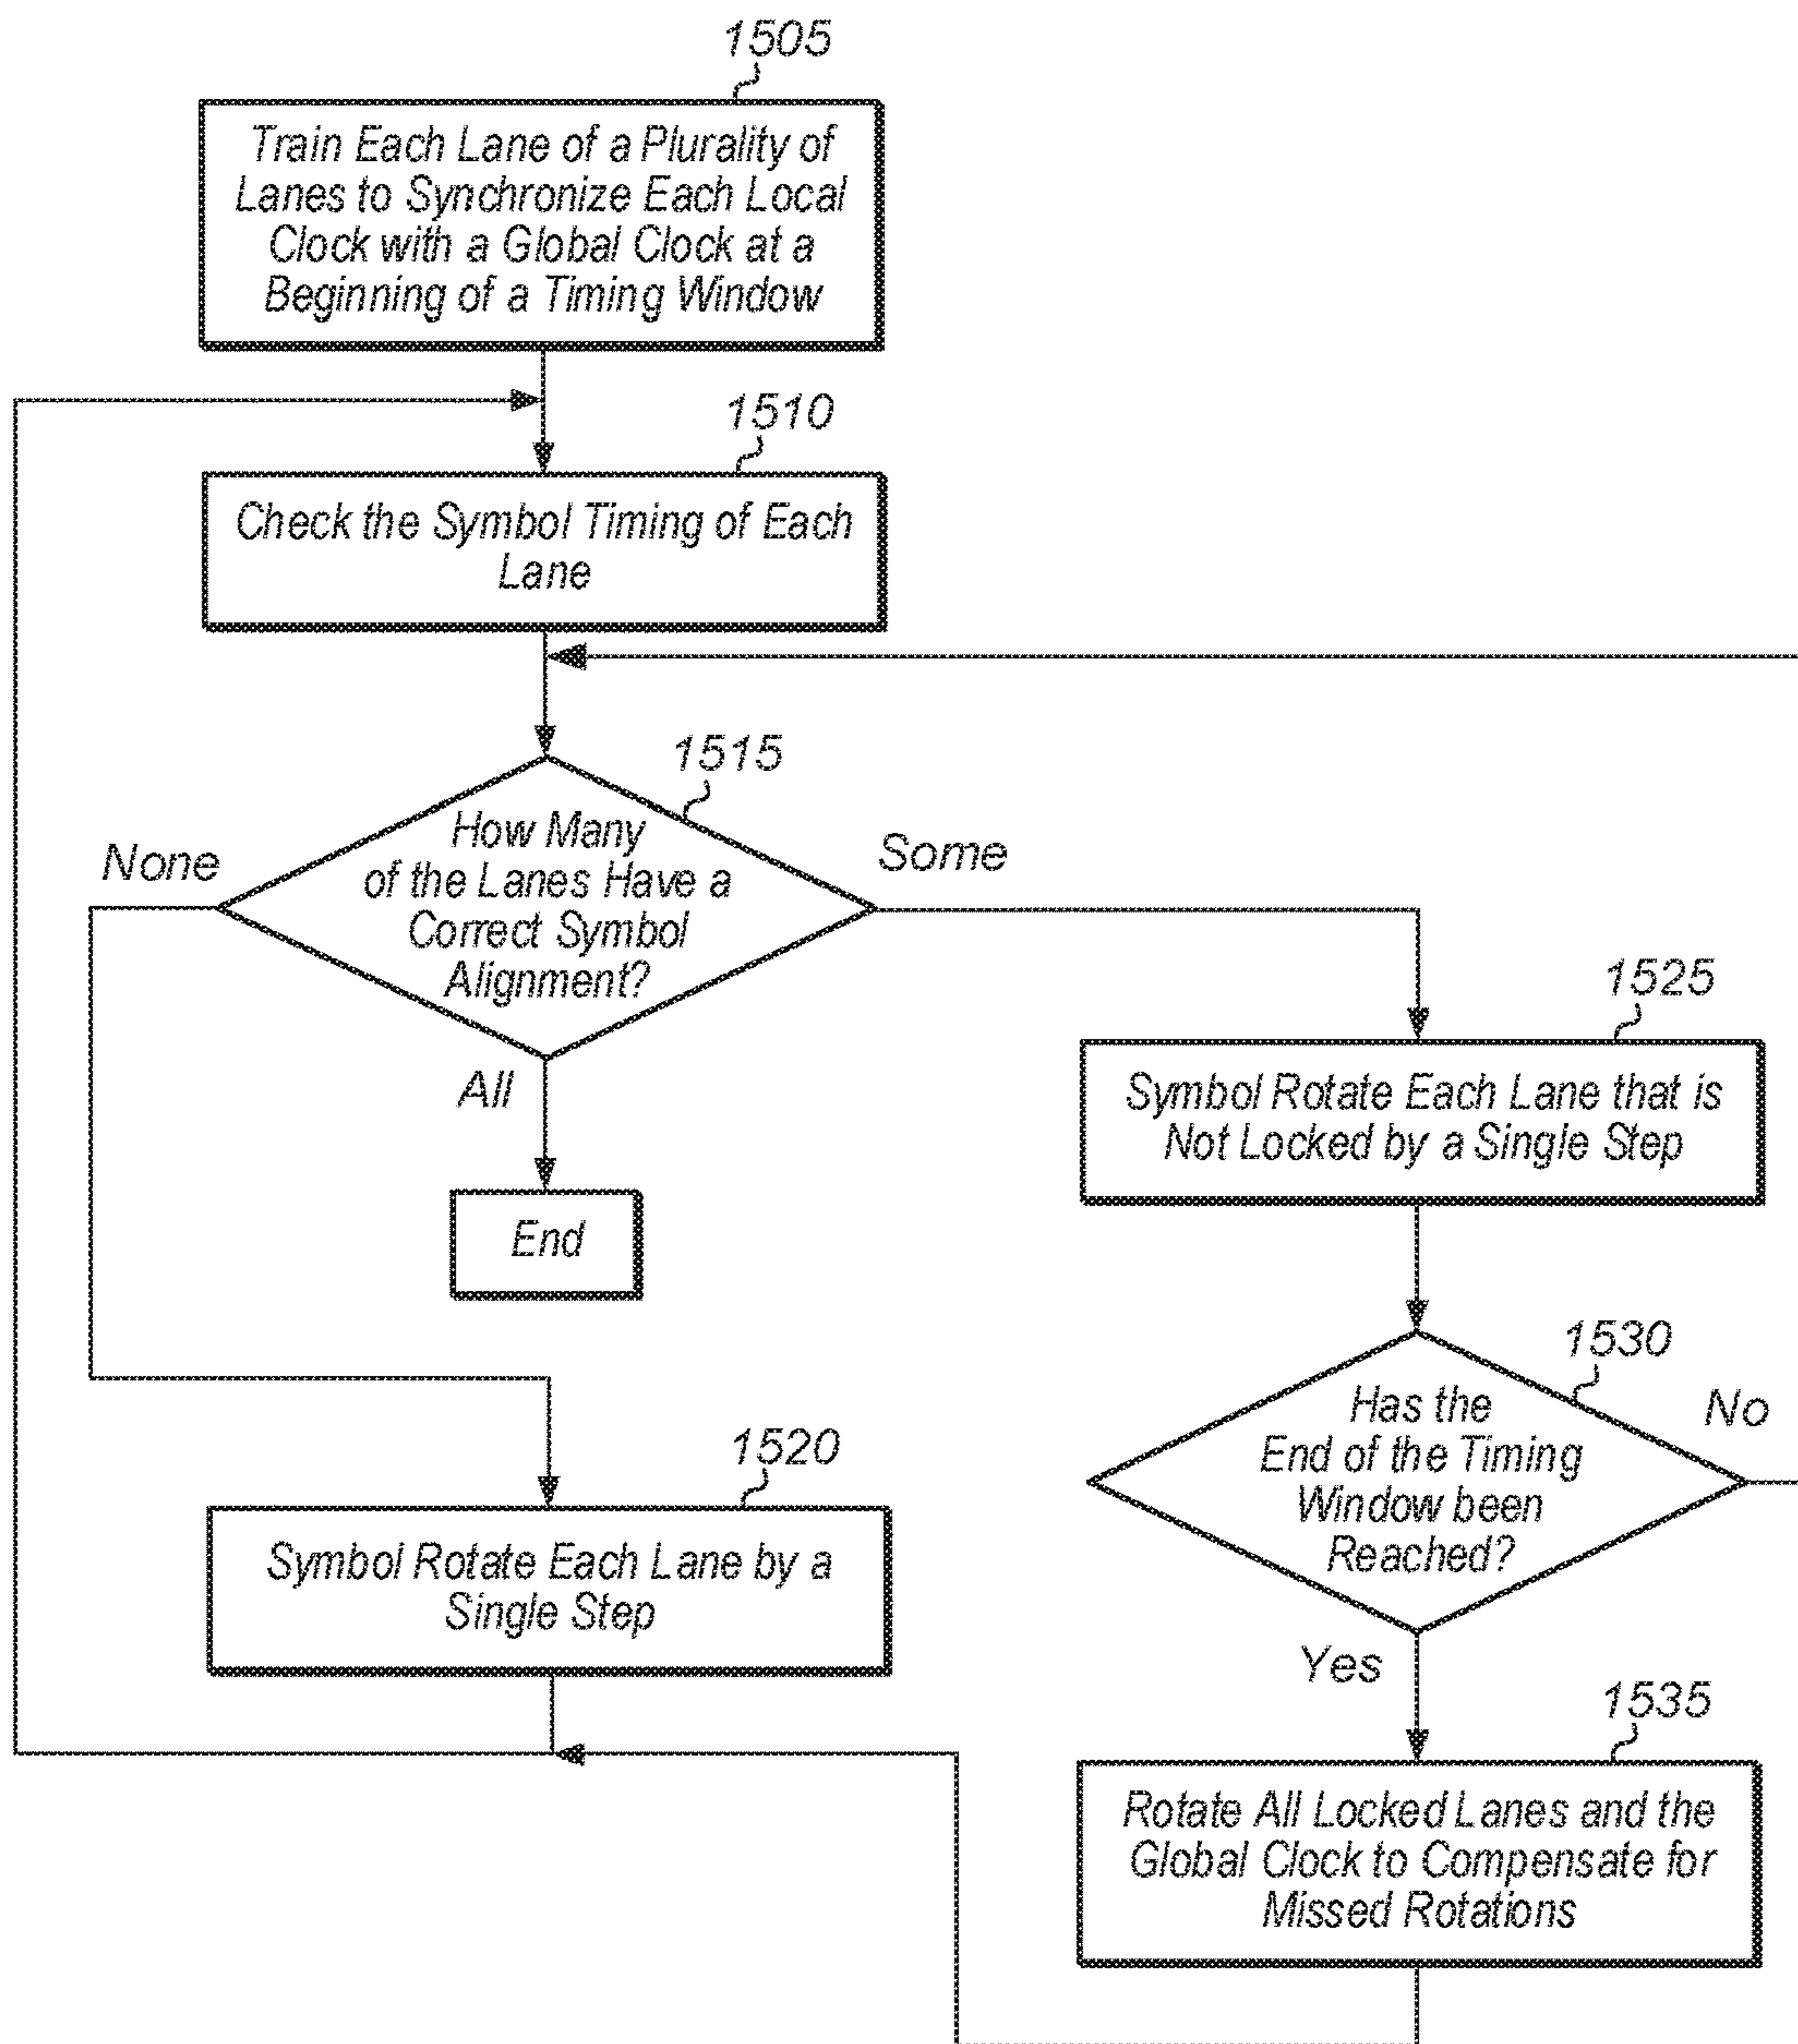 1505
Train Each Lane of a Plurality of
Lanes to Synchronize Each Local
Clock with a Global Clock at a
Beginning of a Timing Window
1510
Check the Symbol Timing of Each
Lane
1515
How Many
of the Lanes Have a
Correct Symbol
Alignment?
None
Some
All
End
1525
Symbol Rotate Each Lane that is
Not Locked by a Single Step
1530
Has the
End of the Timing
Window been
Reached?
No
Yes
1520
Symbol Rotate Each Lane by a
Single Step
1535
Rotate All Locked Lanes and the
Global Clock to Compensate for
Missed Rotations